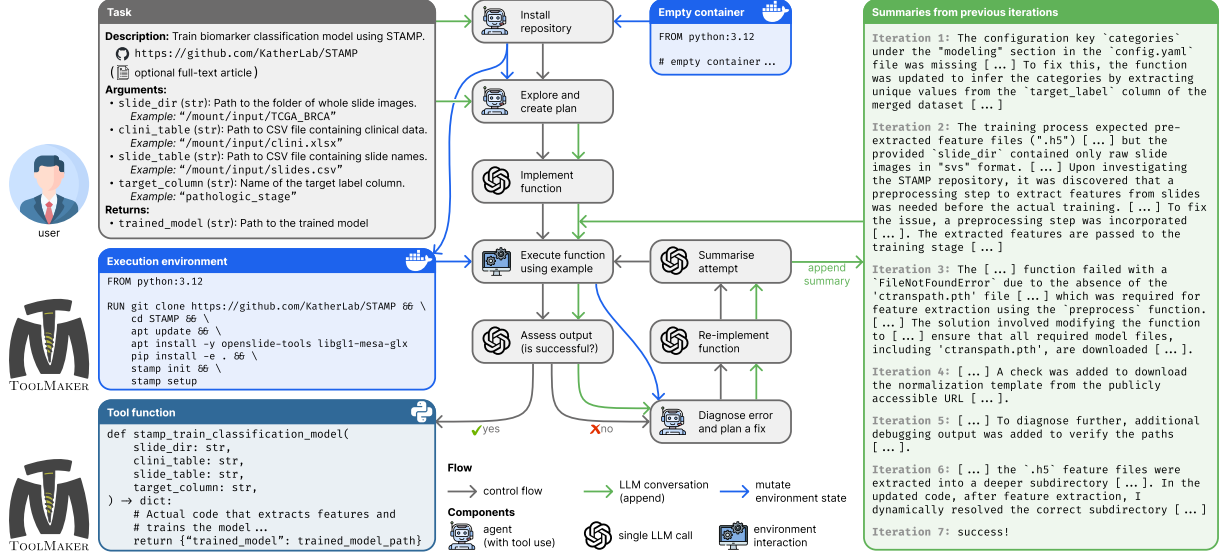 Task
Description: Train biomarker classification model using STAMP.
https://github.com/KatherLab/STAMP
( optional full-text article )
Arguments:
• slide_dir (str): Path to the folder of whole slide images.
Example: “/mount/input/TCGA_BRCA”
• clini_table (str): Path to CSV file containing clinical data.
Example: “/mount/input/clini.xlsx”
• slide_table (str): Path to CSV file containing slide names.
Example: “/mount/input/slides.csv”
• target_column (str): Name of the target label column.
Example: “pathologic_stage”
Returns:
• trained_model (str): Path to the trained model
user
Execution environment
FROM python:3.12
RUN git clone https://github.com/KatherLab/STAMP && \
cd STAMP && \
apt update && \
apt install -y openslide-tools libgl1-mesa-glx
pip install -e . && \
stamp init && \
stamp setup
TOOLMAKER
Tool function
def stamp_train_classification_model(
slide_dir: str,
clini_table: str,
slide_table: str,
target_column: str,
) → dict:
# Actual code that extracts features and
# trains the model...
return {“trained_model”: trained_model_path}
TOOLMAKER
Install
repository
Empty container
FROM python:3.12
# empty container...
Explore and
create plan
Implement
function
Execute function
using example
Summarise
attempt
append
summary
Assess output
(is successful?)
Re-implement
function
Diagnose error
and plan a fix
yes
no
Flow
control flow
LLM conversation
(append)
mutate
environment state
Components
agent
(with tool use)
single LLM call
environment
interaction
Summaries from previous iterations
Iteration 1: The configuration key `categories`
under the "modeling" section in the `config.yaml`
file was missing [...] To fix this, the function
was updated to infer the categories by extracting
unique values from the `target_label` column of the
merged dataset [...]
Iteration 2: The training process expected pre-
extracted feature files (".h5") [...] but the
provided `slide_dir` contained only raw slide
images in "svs" format. [...] Upon investigating
the STAMP repository, it was discovered that a
preprocessing step to extract features from slides
was needed before the actual training. [...] To fix
the issue, a preprocessing step was incorporated
[...]. The extracted features are passed to the
training stage [...]
Iteration 3: The [...] function failed with a
`FileNotFoundError` due to the absence of the
'ctranspath.pth' file [...] which was required for
feature extraction using the `preprocess` function.
[...] The solution involved modifying the function
to [...] ensure that all required model files,
including 'ctranspath.pth', are downloaded [...].
Iteration 4: [...] A check was added to download
the normalization template from the publicly
accessible URL [...].
Iteration 5: [...] To diagnose further, additional
debugging output was added to verify the paths
[...].
Iteration 6: [...] the `.h5` feature files were
extracted into a deeper subdirectory [...]. In the
updated code, after feature extraction, I
dynamically resolved the correct subdirectory [...]
Iteration 7: success!